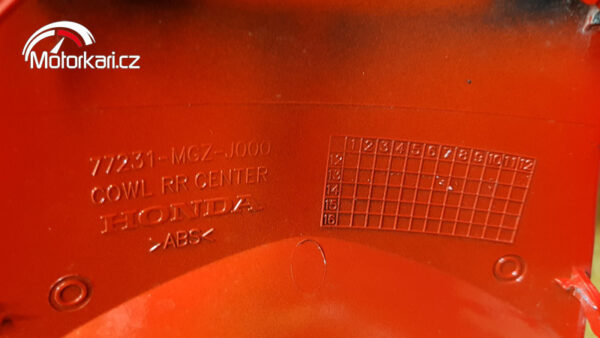 Motorkari.cz
77231-MGZ-J000
COWL RR CENTER
HONDA
>ABS<
1 2 3 4 5 6 7 8 9 10 11 12
12
13
14
15
16